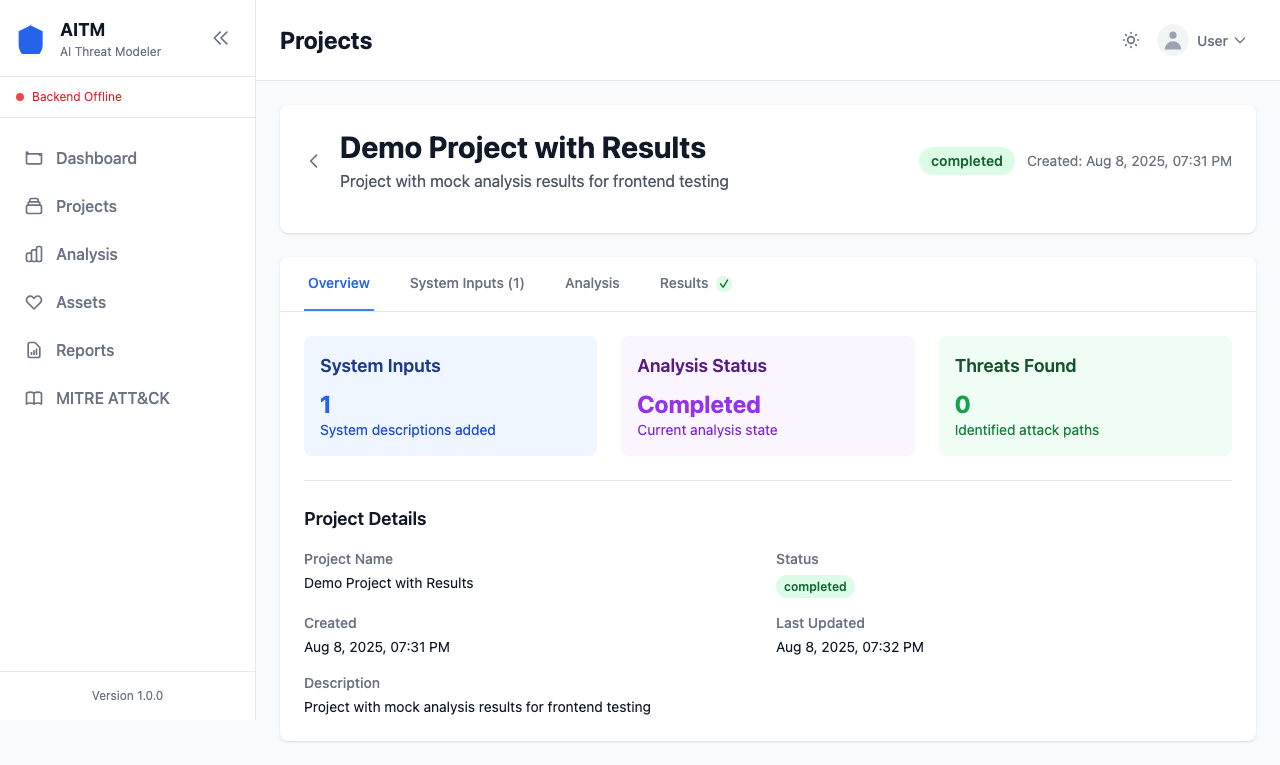 AITM
AI Threat Modeler
Backend Offline
Dashboard
Projects
Analysis
Assets
Reports
MITRE ATT&CK
Version 1.0.0
Projects
User
Demo Project with Results
Project with mock analysis results for frontend testing
completed
Created: Aug 8, 2025, 07:31 PM
Overview
System Inputs (1)
Analysis
Results
System Inputs
1
System descriptions added
Analysis Status
Completed
Current analysis state
Threats Found
0
Identified attack paths
Project Details
Project Name
Demo Project with Results
Status
completed
Created
Aug 8, 2025, 07:31 PM
Last Updated
Aug 8, 2025, 07:32 PM
Description
Project with mock analysis results for frontend testing